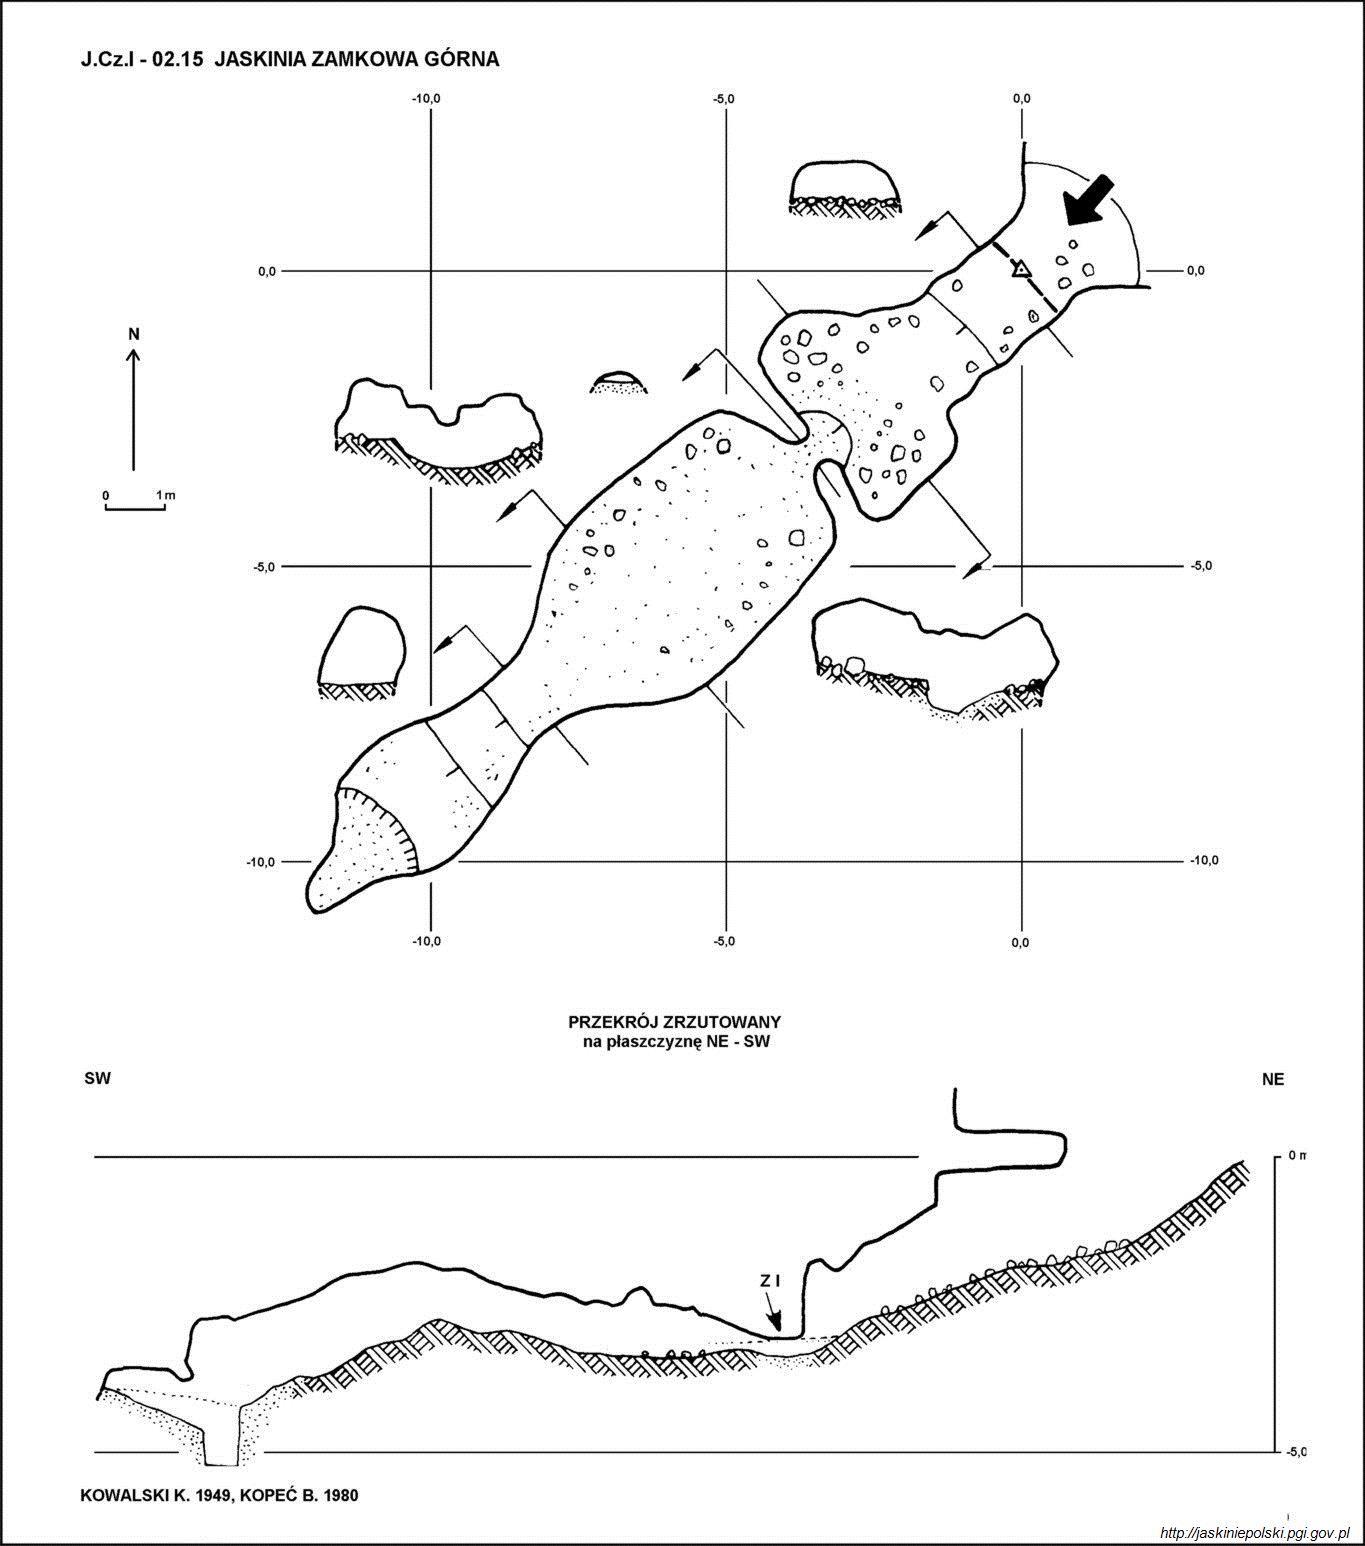 J.Cz.I - 02.15 JASKINIA ZAMKOWA GÓRNA
-10,0 -5,0 0,0
0,0 0,0
N
0 1m
-5,0 -5,0
-10,0 -10,0
-10,0 -5,0 0,0
PRZEKRÓJ ZRZUTOWANY
na płaszczyznę NE - SW
SW NE
0 m
Z I
-5,0
KOWALSKI K. 1949, KOPEĆ B. 1980
http://jaskiniepolski.pgi.gov.pl